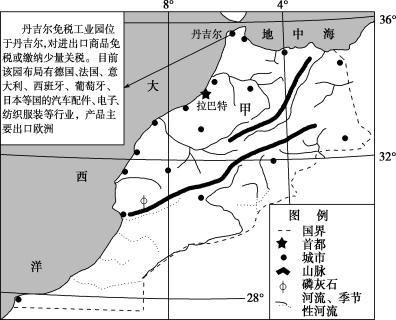 8°
4°
36°
丹吉尔免税工业园位
于丹吉尔,对进出口商品免
税或缴纳少量关税。目前
该园布局有德国、法国、意
大利、西班牙、葡萄牙、
日本等国的汽车配件、电子、
纺织服装等行业，产品主
要出口欧洲
丹吉尔
地中海
大
西
洋
拉巴特
甲
32°
28°
图例
国界
首都
城市
山脉
磷灰石
河流、季节
性河流